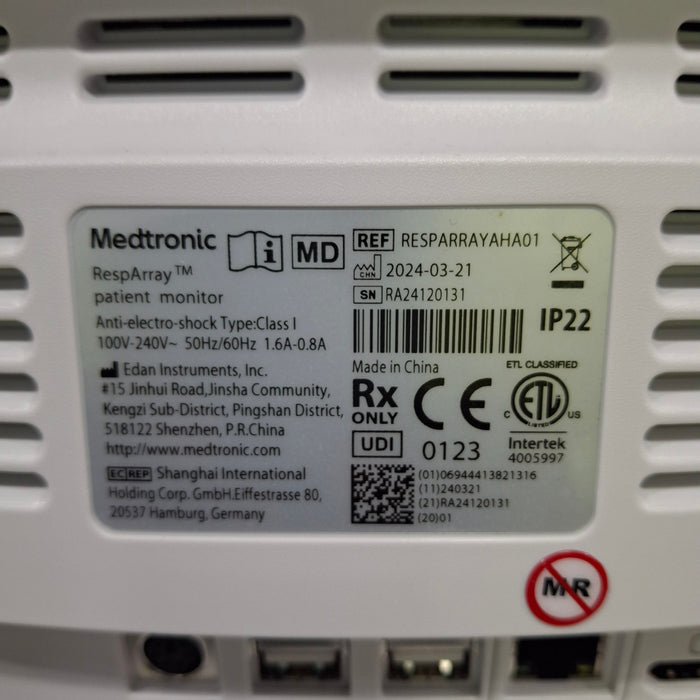 Medtronic
RespArray™
patient monitor
Anti-electro-shock Type:Class I
100V-240V~ 50Hz/60Hz 1.6A-0.8A
Edan Instruments, Inc.
#15 Jinhui Road,Jinsha Community,
Kengzi Sub-District, Pingshan District,
518122 Shenzhen, P.R.China
http://www.medtronic.com
EC REP Shanghai International
Holding Corp. GmbH.Eiffestrasse 80,
20537 Hamburg, Germany
i
MD
REF RESPARRAYAHA01
CHN 2024-03-21
SN RA24120131
IP22
Made in China
Rx
ONLY
CE
0123
UDI
ETL CLASSIFIED
C ETL US
LISTED
Intertek
4005997
(01)06944413821316
(11)240321
(21)RA24120131
(20)01
MR